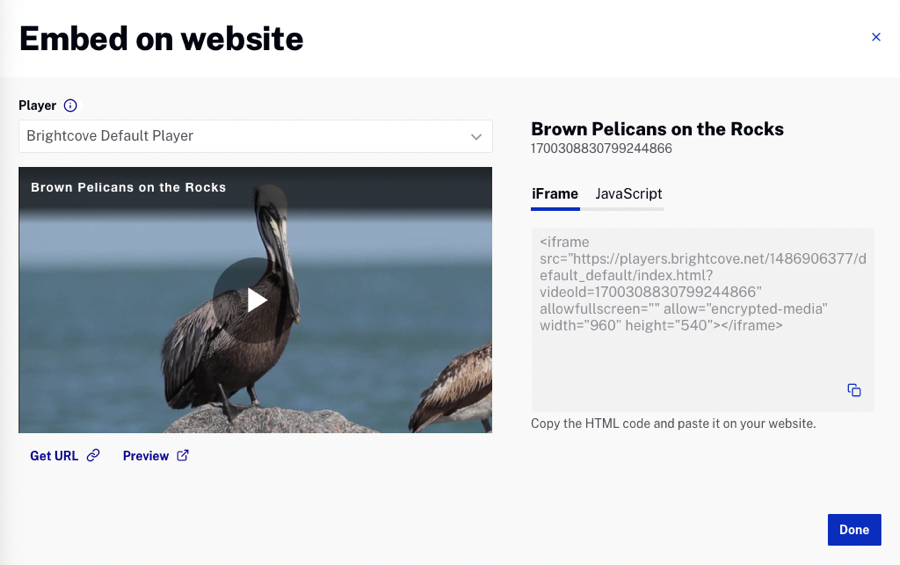 Embed on website
Player
Brightcove Default Player
Brown Pelicans on the Rocks
Get URL
Preview
Brown Pelicans on the Rocks
1700308830799244866
iFrame
JavaScript
<iframe
src="https://players.brightcove.net/1486906377/d
efault_default/index.html?
videoId=1700308830799244866"
allowfullscreen="" allow="encrypted-media"
width="960" height="540"></iframe>
Copy the HTML code and paste it on your website.
Done